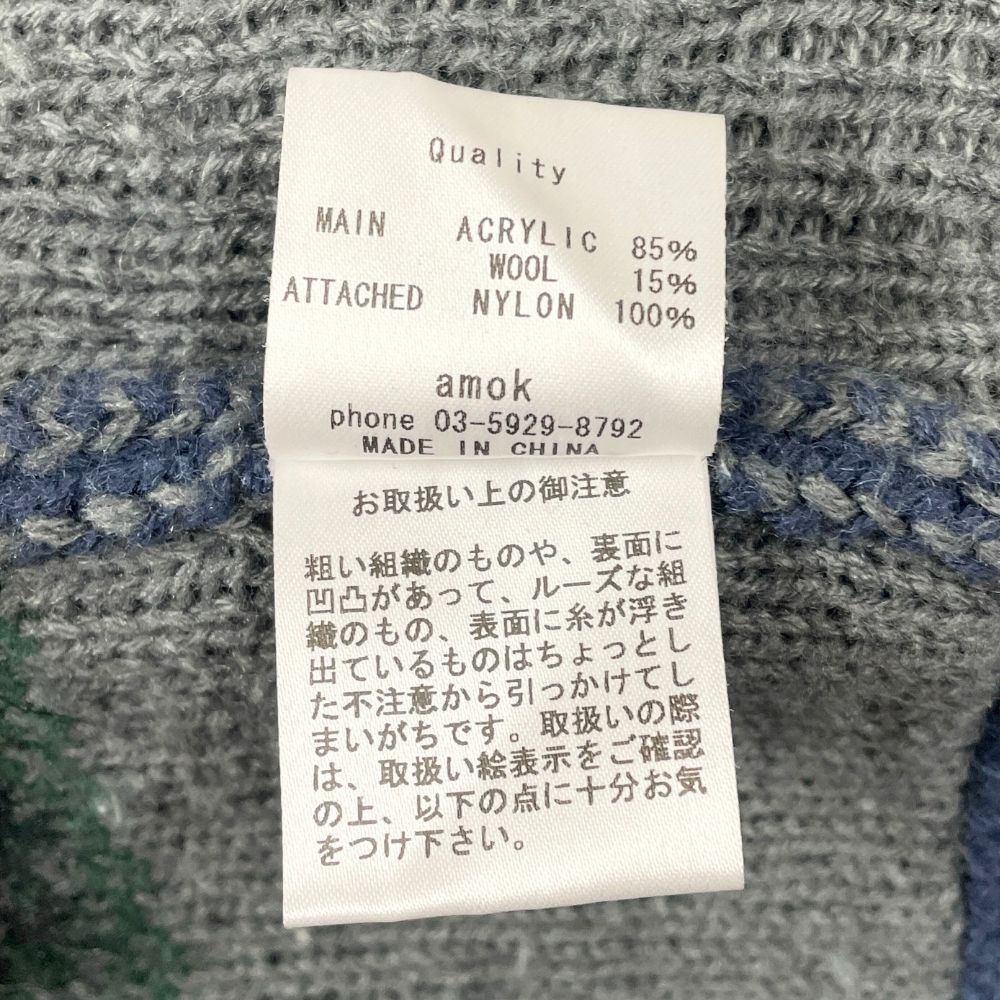 Quality
MAIN ACRYLIC 85%
WOOL 15%
ATTACHED NYLON 100%
amok
phone 03-5929-8792
MADE IN CHINA
お取扱い上の御注意
粗い組織のものや、裏面に
凹凸があって、ルーズな組
織のもの、表面に糸が浮き
出ているものはちょっとし
た不注意から引っかけてし
まいがちです。取扱いの際
は、取扱い絵表示をご確認
の上、以下の点に十分お気
をつけ下さい。